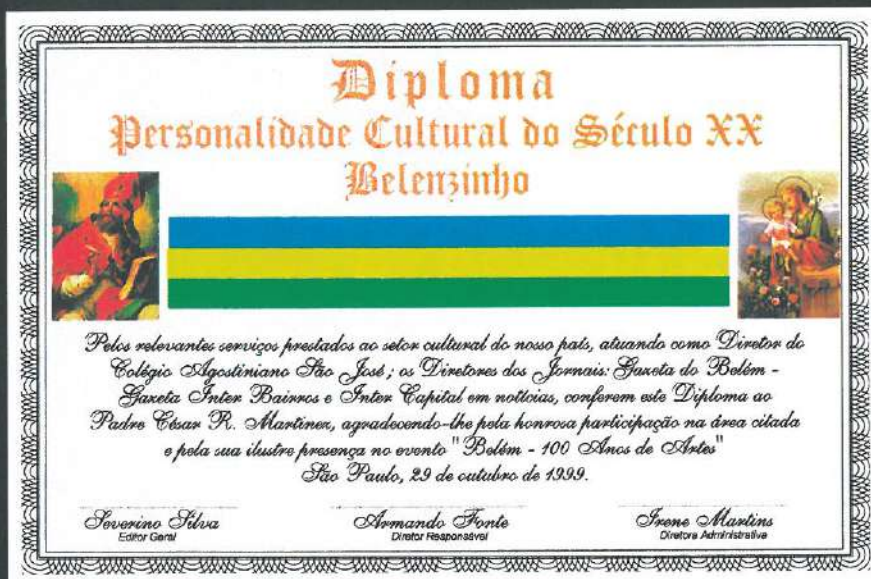 Diploma
Personalidade Cultural do Século XX
Belenzinho
Pelos relevantes serviços prestados ao setor cultural do nosso país, atuando como Diretor do
Colégio Agostiniano São José; os Diretores dos Jornais: Gazeta do Belém -
Gazeta Inter Bairros e Inter Capital em notícias, conferem este Diploma ao
Padre César R. Martinez, agradecendo-lhe pela honrosa participação na área citada
e pela sua ilustre presença no evento " Belém - 100 Anos de Artes"
São Paulo, 29 de outubro de 1999.
Severino Silva Armando Fonte Irene Martins
Editor Geral Diretor Responsável Diretora Administrativa